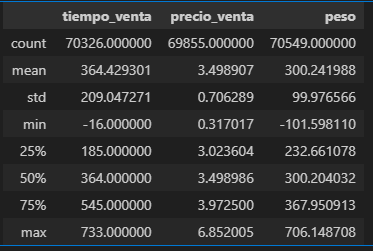 tiempo_venta precio_venta peso
count 70326.000000 69855.000000 70549.000000
mean 364.429301 3.498907 300.241988
std 209.047271 0.706289 99.976566
min -16.000000 0.317017 -101.598110
25% 185.000000 3.023604 232.661078
50% 364.000000 3.498986 300.204032
75% 545.000000 3.972500 367.950913
max 733.000000 6.852005 706.148708